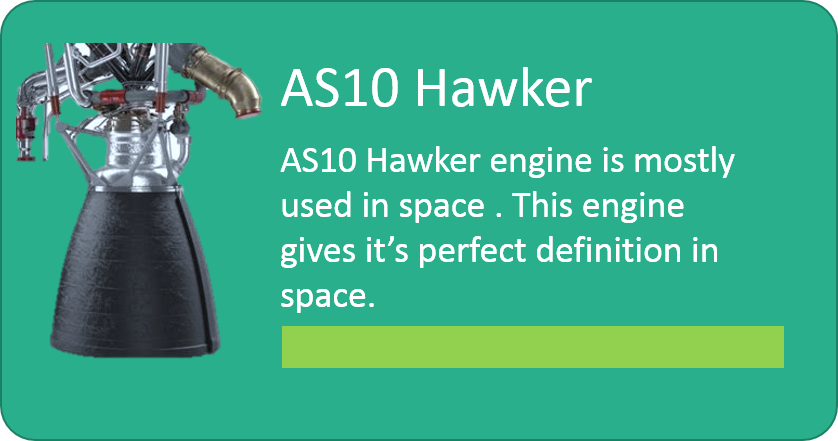 AS10 Hawker
AS10 Hawker engine is mostly
used in space . This engine
gives it’s perfect definition in
space.